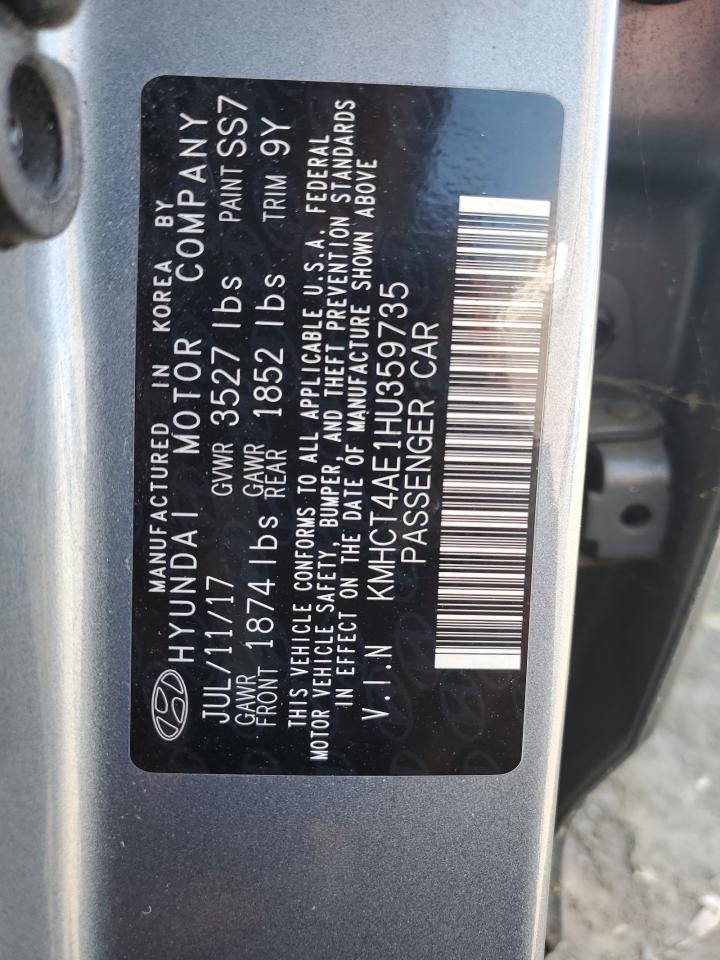 MANUFACTURED IN KOREA BY
HYUNDAI MOTOR COMPANY
JUL/11/17 GVWR 3527 lbs PAINT SS7
GAWR FRONT 1874 lbs GAWR REAR 1852 lbs TRIM 9Y
THIS VEHICLE CONFORMS TO ALL APPLICABLE U.S.A. FEDERAL
MOTOR VEHICLE SAFETY, BUMPER, AND THEFT PREVENTION STANDARDS
IN EFFECT ON THE DATE OF MANUFACTURE SHOWN ABOVE
V.I.N KMHCT4AE1HU359735
PASSENGER CAR